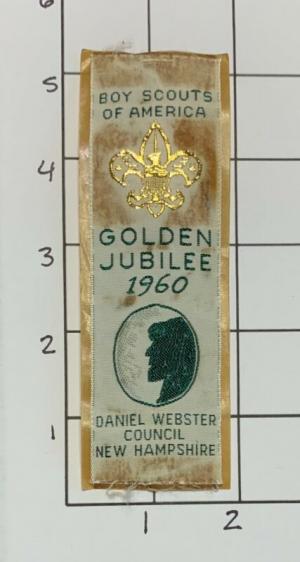 6
5
BOY SCOUTS
OF AMERICA
4
GOLDEN
3
JUBILEE
1960
2
DANIEL WEBSTER
1
COUNCIL
NEW HAMPSHIRE
1 2